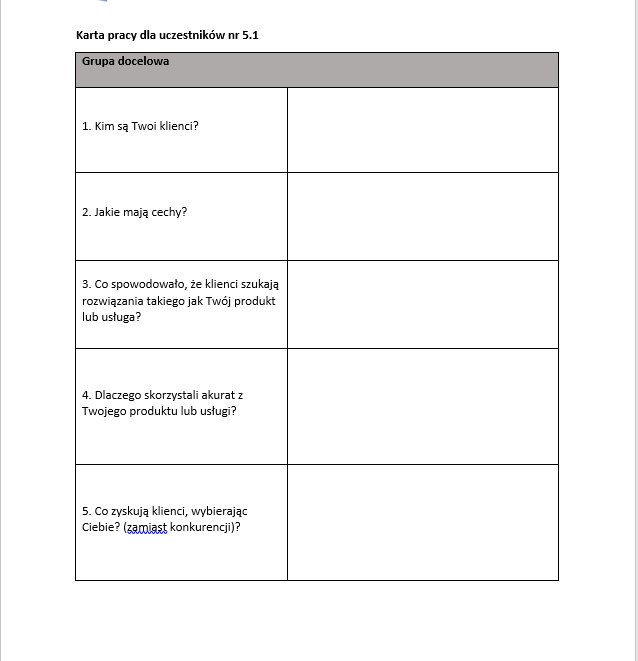 Karta pracy dla uczestników nr 5.1
Grupa docelowa
1. Kim są Twoi klienci?
2. Jakie mają cechy?
3. Co spowodowało, że klienci szukają
rozwiązania takiego jak Twój produkt
lub usługa?
4. Dlaczego skorzystali akurat z
Twojego produktu lub usługi?
5. Co zyskują klienci, wybierając
Ciebie? (zamiast konkurencji)?